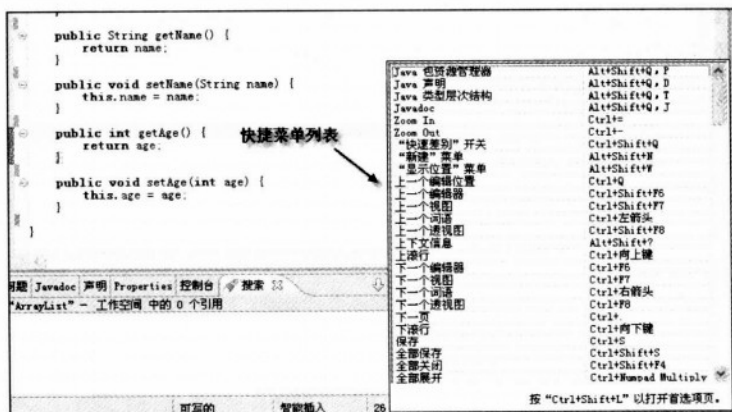 }
public String getName() {
return name;
}
public void setName(String name) {
this.name = name;
}
public int getAge() {
return age;
}
public void setAge(int age) {
this.age = age;
}
}
快捷菜单列表
Java 包资源管理器 Alt+Shift+Q, P
Java 声明 Alt+Shift+Q, D
Java 类型层次结构 Alt+Shift+Q, T
Javadoc Alt+Shift+Q, J
Zoom In Ctrl+=
Zoom Out Ctrl+-
“快速差别”开关 Ctrl+Shift+Q
“新建”菜单 Alt+Shift+N
“显示位置”菜单 Alt+Shift+W
上一个编辑位置 Ctrl+Q
上一个编辑器 Ctrl+Shift+F6
上一个视图 Ctrl+Shift+F7
上一个词语 Ctrl+左箭头
上一个透视图 Ctrl+Shift+F8
上下文信息 Alt+Shift+?
上滚行 Ctrl+向上键
下一个编辑器 Ctrl+F6
下一个视图 Ctrl+F7
下一个词语 Ctrl+右箭头
下一个透视图 Ctrl+F8
下一页 Ctrl+.
下滚行 Ctrl+向下键
保存 Ctrl+S
全部保存 Ctrl+Shift+S
全部关闭 Ctrl+Shift+F4
全部展开 Ctrl+Numpad Multiply
按“Ctrl+Shift+L”以打开首选项页。
问题 Javadoc 声明 Properties 控制台 搜索
"ArrayList" - 工作空间 中的 0 个引用
可写的 智能插入 26